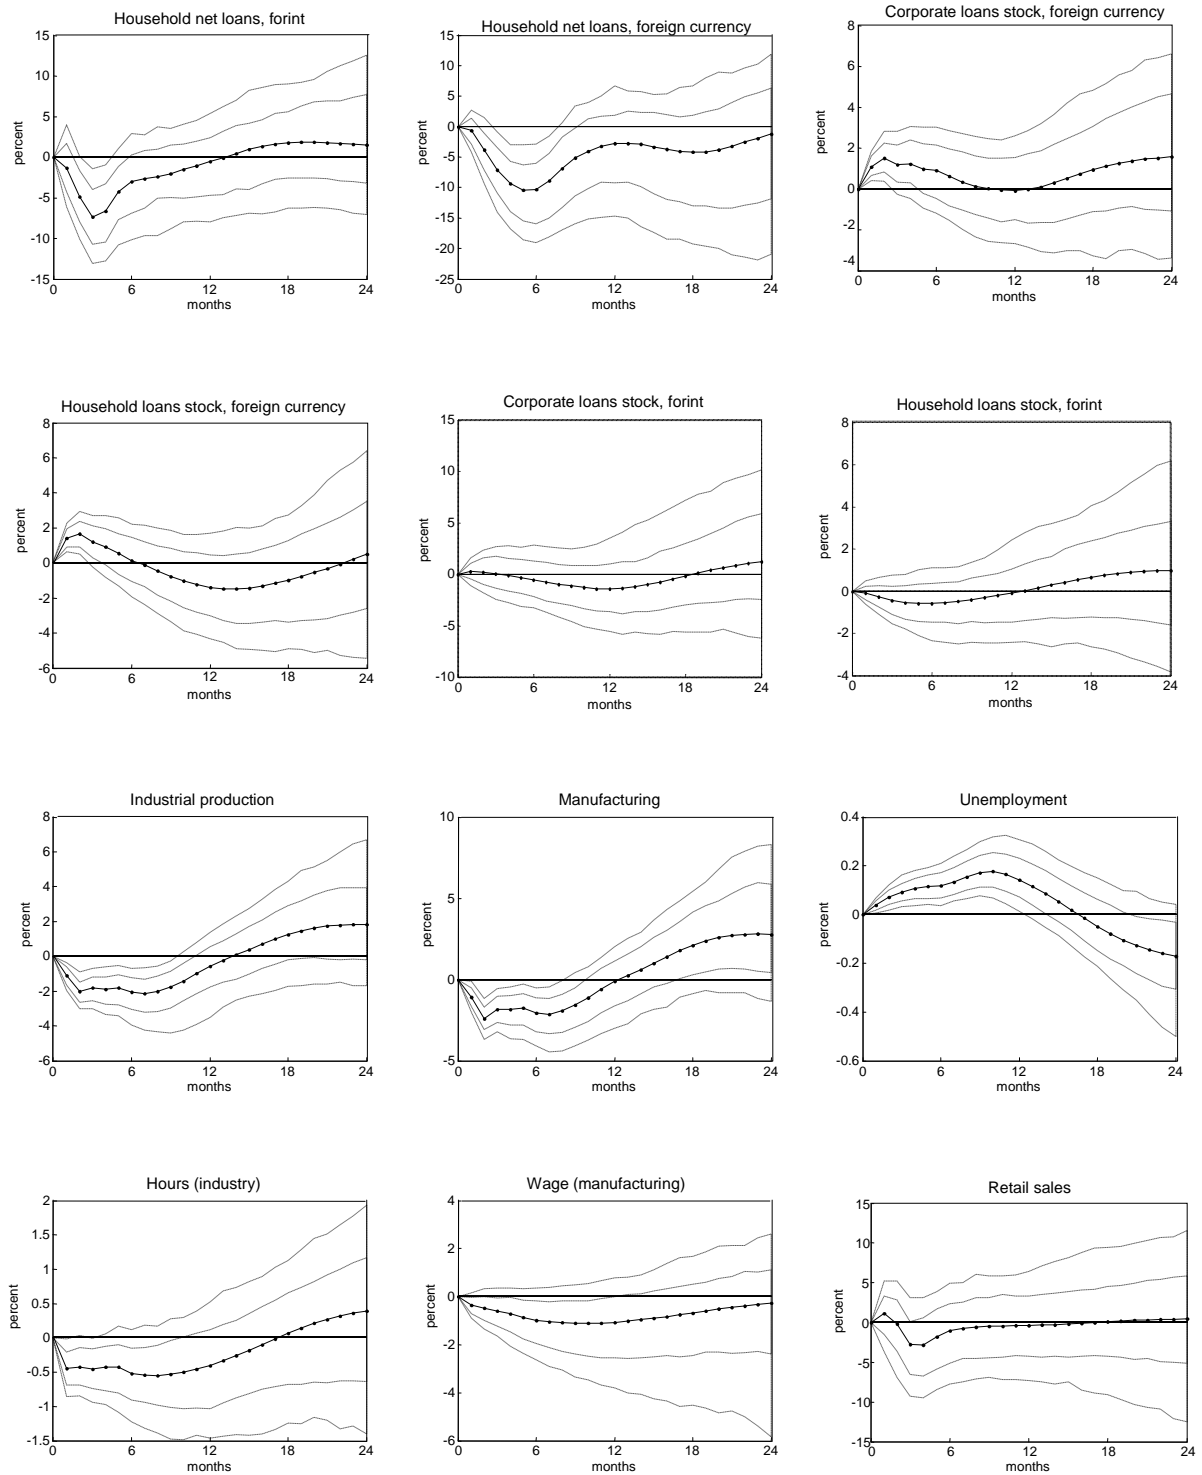 Household net loans, forint
percent
15
10
5
0
-5
-10
-15
0 6 12 18 24
months
Household net loans, foreign currency
percent
15
10
5
0
-5
-10
-15
-20
-25
0 6 12 18 24
months
Corporate loans stock, foreign currency
percent
8
6
4
2
0
-2
-4
0 6 12 18 24
months
Household loans stock, foreign currency
percent
8
6
4
2
0
-2
-4
-6
0 6 12 18 24
months
Corporate loans stock, forint
percent
15
10
5
0
-5
-10
0 6 12 18 24
months
Household loans stock, forint
percent
8
6
4
2
0
-2
-4
0 6 12 18 24
months
Industrial production
percent
8
6
4
2
0
-2
-4
-6
0 6 12 18 24
months
Manufacturing
percent
10
5
0
-5
0 6 12 18 24
months
Unemployment
percent
0.4
0.2
0
-0.2
-0.4
-0.6
0 6 12 18 24
months
Hours (industry)
percent
2
1.5
1
0.5
0
-0.5
-1
-1.5
0 6 12 18 24
months
Wage (manufacturing)
percent
4
2
0
-2
-4
-6
0 6 12 18 24
months
Retail sales
percent
15
10
5
0
-5
-10
-15
0 6 12 18 24
months